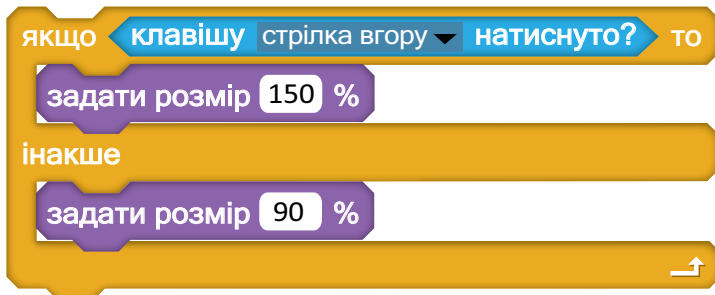 якщо клавішу стрілка вгору натиснуто? то
задати розмір 150 %
інакше
задати розмір 90 %